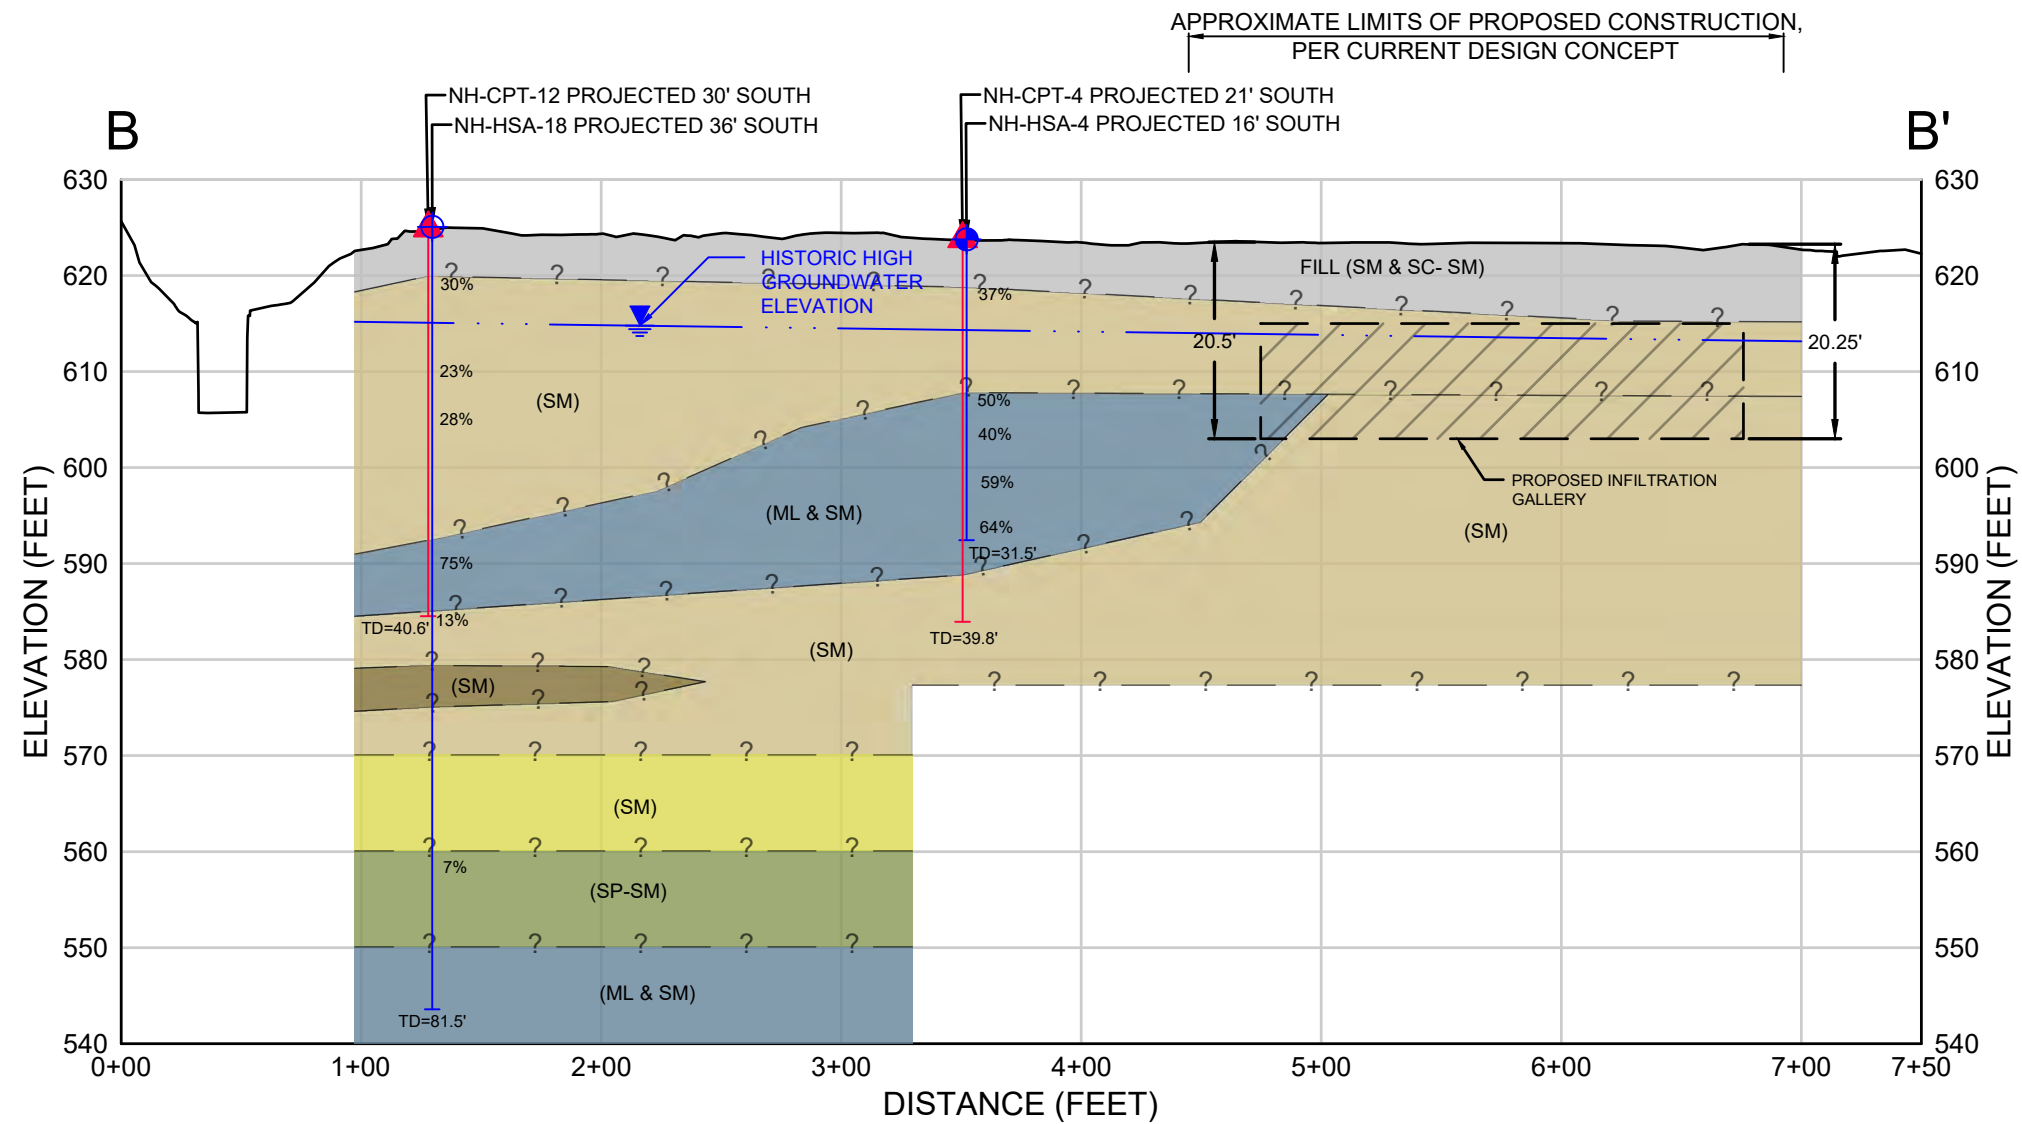 APPROXIMATE LIMITS OF PROPOSED CONSTRUCTION,
PER CURRENT DESIGN CONCEPT
NH-CPT-12 PROJECTED 30' SOUTH
NH-HSA-18 PROJECTED 36' SOUTH
NH-CPT-4 PROJECTED 21' SOUTH
NH-HSA-4 PROJECTED 16' SOUTH
B
B'
630
630
HISTORIC HIGH
GROUNDWATER
ELEVATION
FILL (SM & SC- SM)
620
620
? ? ? ? ? ? ? ? ? ? ? ? ?
30%
37%
20.5'
20.25'
610
610
23%
28%
(SM)
? ? ? ? ? ? ? ?
50%
40%
59%
64%
TD=31.5'
? ? ? ? ?
600
600
?
?
?
PROPOSED INFILTRATION
GALLERY
(ML & SM)
(SM)
590
590
75%
? ? ? ? ? ?
13%
TD=40.6'
TD=39.8'
(SM)
580
580
? ? ?
(SM)
? ? ?
? ? ? ? ? ? ? ?
570
570
? ? ? ? ?
(SM)
560
560
? ? ? ? ?
7%
(SP-SM)
550
550
? ? ? ? ?
(ML & SM)
TD=81.5'
540
540
ELEVATION (FEET)
ELEVATION (FEET)
0+00
1+00
2+00
3+00
4+00
5+00
6+00
7+00
7+50
DISTANCE (FEET)